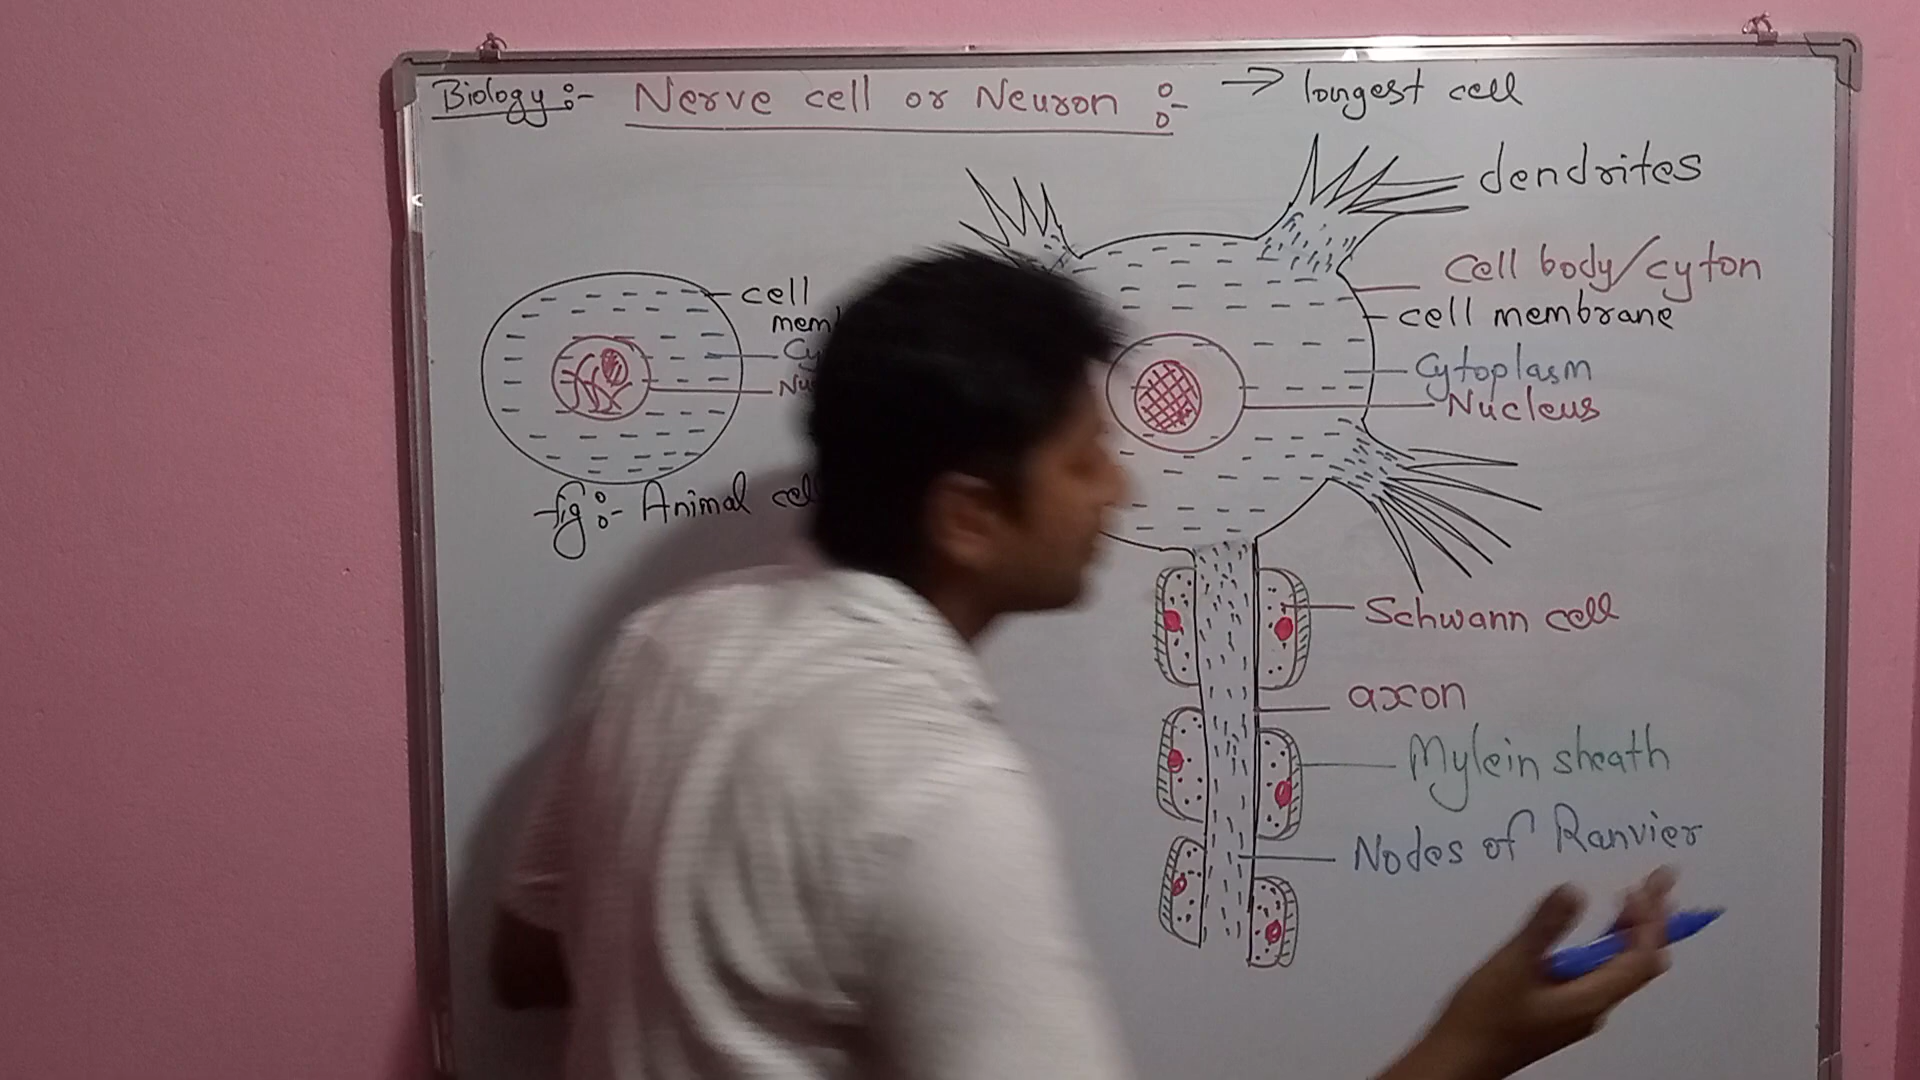 Biology :- Nerve cell or Neuron :- → longest cell
dendrites
Cell body/cyton
cell membrane
Cytoplasm
Nucleus
cell
fig :- Animal
Schwann cell
axon
Mylein sheath
Nodes of Ranvier